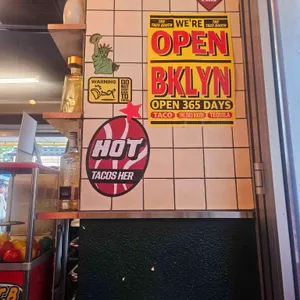 WE'RE
OPEN
BKLYN
OPEN 365 DAYS
TACO
TEQUILA
WARNING
HOT
TACOS HER